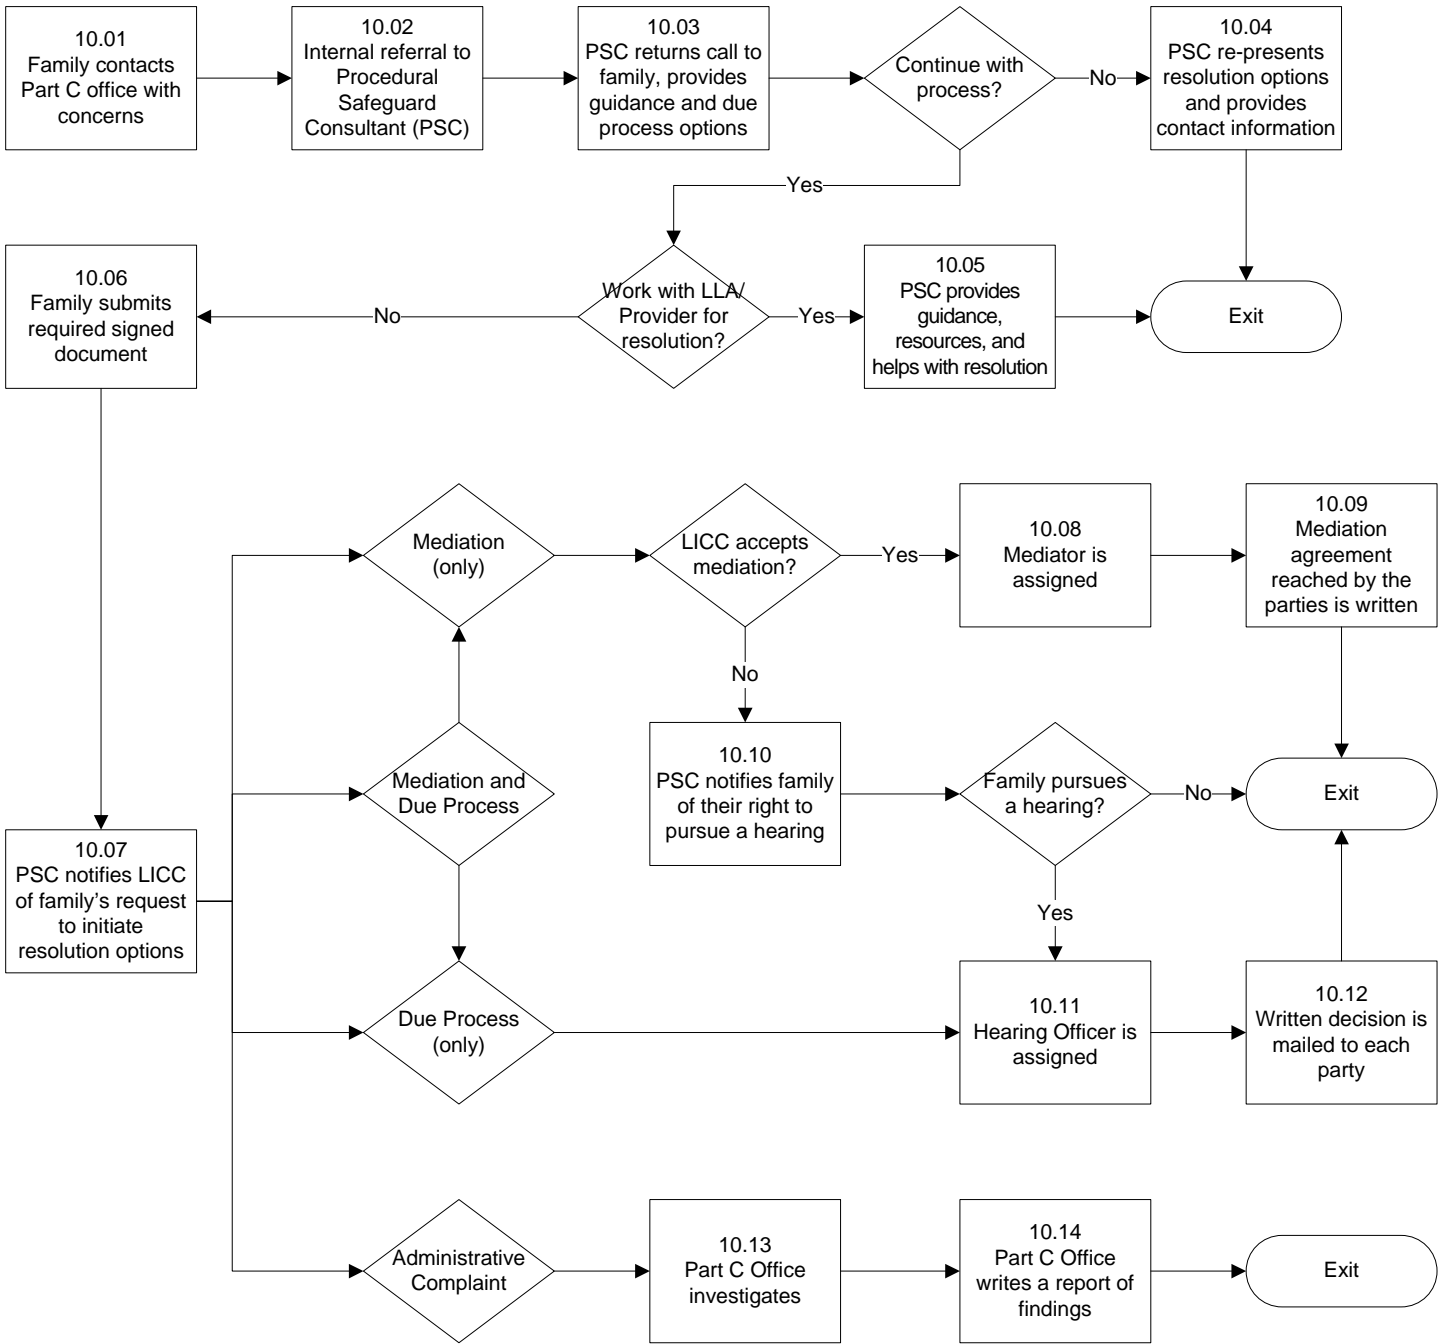 10.01
Family contacts
Part C office with
concerns
10.02
Internal referral to
Procedural
Safeguard
Consultant (PSC)
10.03
PSC returns call to
family, provides
guidance and due
process options
Continue with
process?
No
10.04
PSC re-presents
resolution options
and provides
contact information
Yes
10.06
Family submits
required signed
document
No
Work with LLA/
Provider for
resolution?
Yes
10.05
PSC provides
guidance,
resources, and
helps with resolution
Exit
Mediation
(only)
LICC accepts
mediation?
Yes
10.08
Mediator is
assigned
10.09
Mediation
agreement
reached by the
parties is written
No
Mediation and
Due Process
10.10
PSC notifies family
of their right to
pursue a hearing
Family pursues
a hearing?
No
Exit
10.07
PSC notifies LICC
of family's request
to initiate
resolution options
Yes
Due Process
(only)
10.11
Hearing Officer is
assigned
10.12
Written decision is
mailed to each
party
Administrative
Complaint
10.13
Part C Office
investigates
10.14
Part C Office
writes a report of
findings
Exit